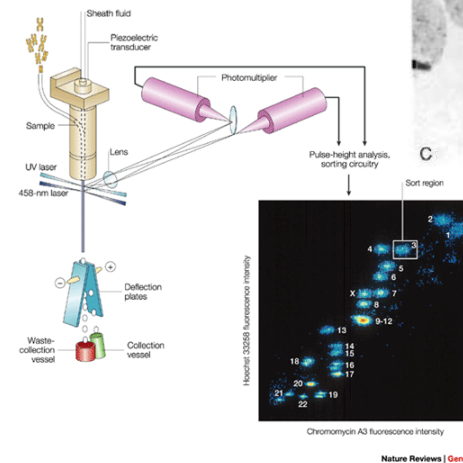 Sheath fluid
Piezoelectric
transducer
Photomultiplier
Sample
Lens
UV laser
458-nm laser
Pulse-height analysis,
sorting circuitry
C
Sort region
– +
Deflection
plates
Waste-
collection
vessel
Collection
vessel
Hoechst 33258 fluorescence intensity
2
1
4 3
5
6
X 7
8
9-12
13
14
15
18 16
17
20
21 22 19
Chromomycin A3 fluorescence intensity
Nature Reviews | Gen